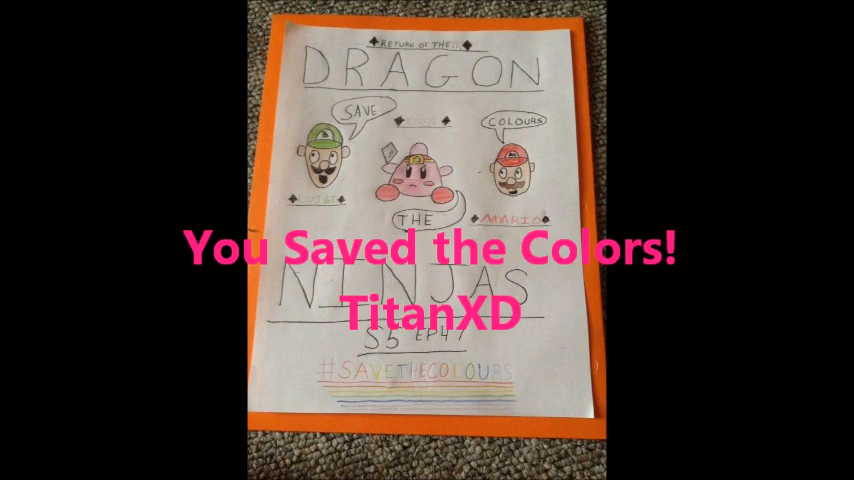 RETURN OF THE...
DRAGON
SAVE
COLOURS
LUIGI
THE
MARIO
You Saved the Colors!
NINJAS
TitanXD
S5 EP47
#SAVETHECOLOURS